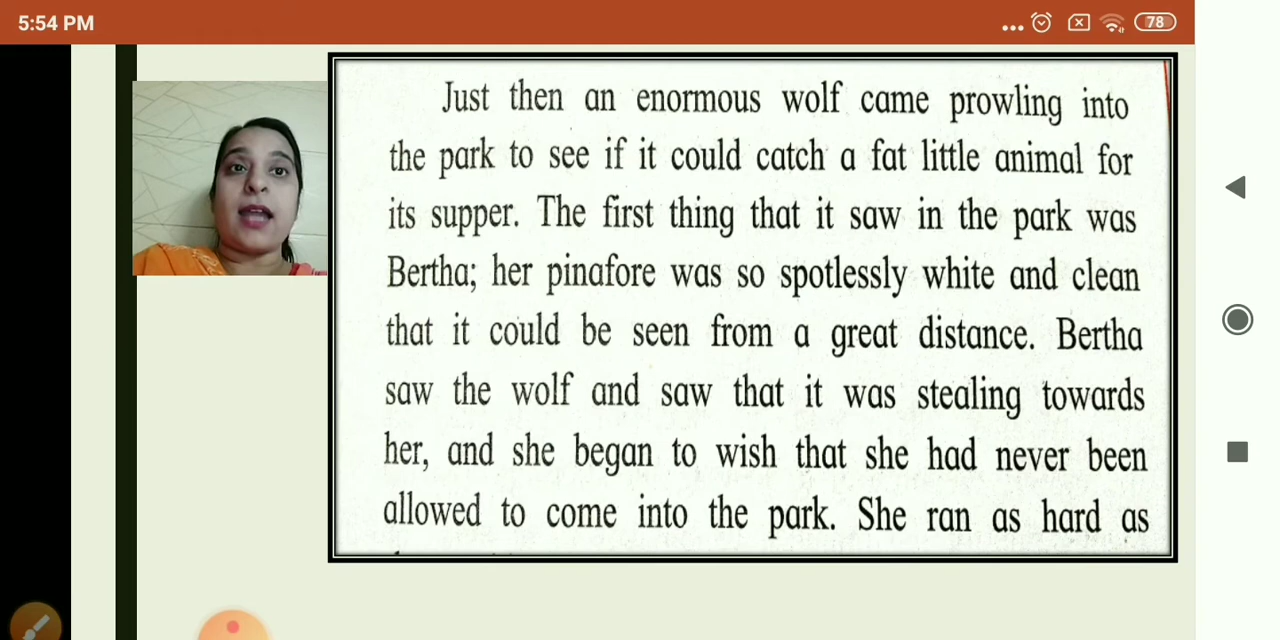 5:54 PM
78
Just then an enormous wolf came prowling into
the park to see if it could catch a fat little animal for
its supper. The first thing that it saw in the park was
Bertha; her pinafore was so spotlessly white and clean
that it could be seen from a great distance. Bertha
saw the wolf and saw that it was stealing towards
her, and she began to wish that she had never been
allowed to come into the park. She ran as hard as